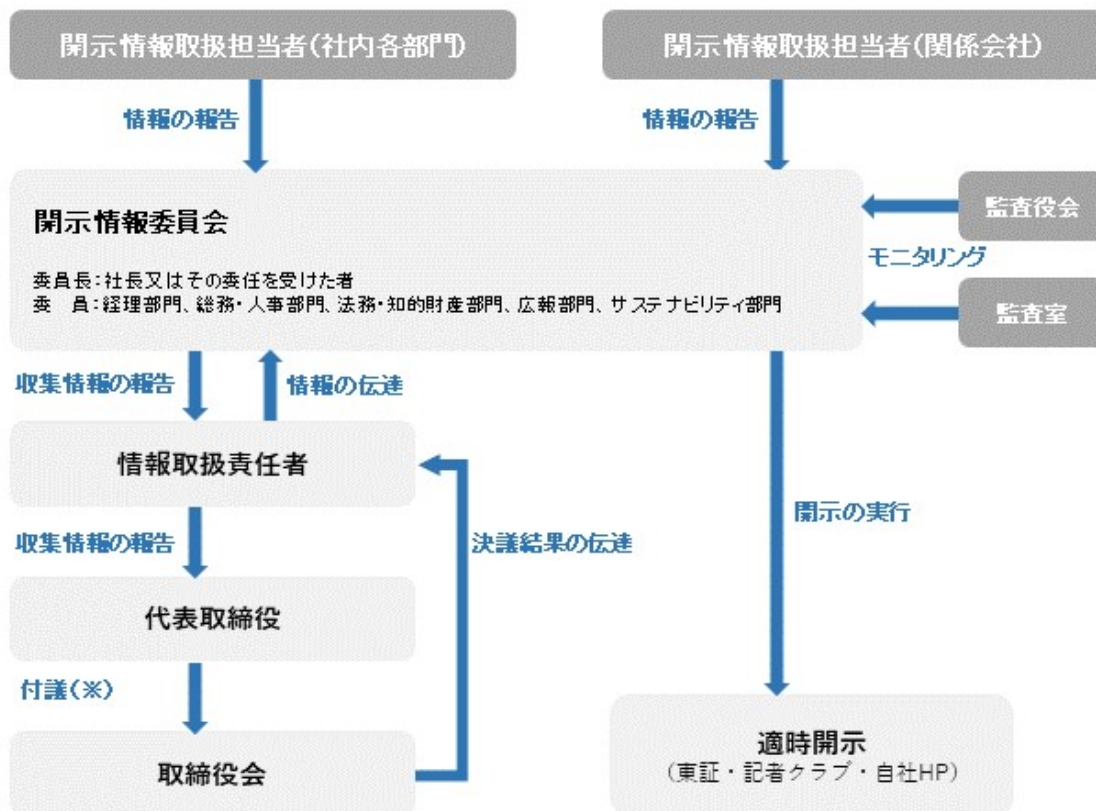 開示情報取扱担当者(社内各部門)
開示情報取扱担当者(関係会社)
情報の報告
情報の報告
開示情報委員会
委員長:社長又はその委任を受けた者
委　員:経理部門、総務・人事部門、法務・知的財産部門、広報部門、サステナビリティ部門
監査役会
モニタリング
監査室
収集情報の報告
情報の伝達
情報取扱責任者
収集情報の報告
決議結果の伝達
開示の実行
代表取締役
付議(※)
取締役会
適時開示
(東証・記者クラブ・自社HP)